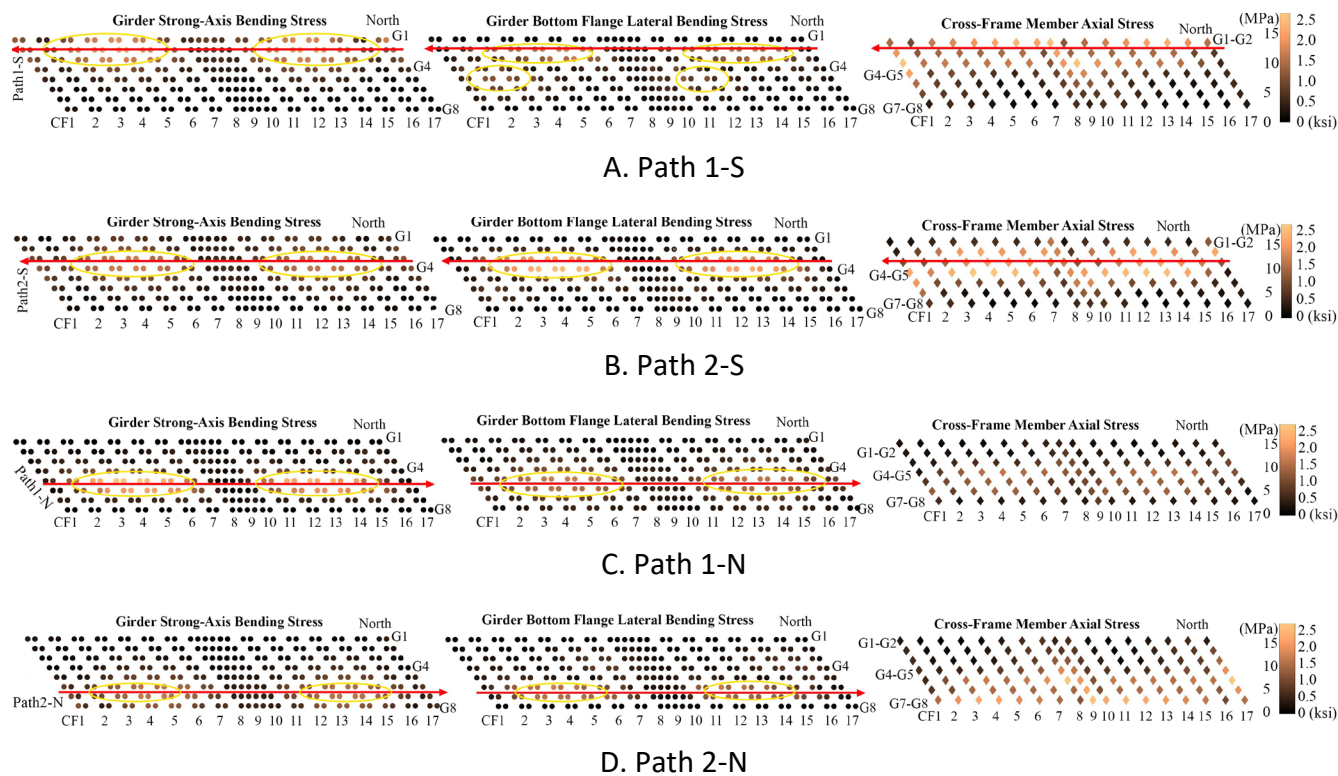 Girder Strong-Axis Bending Stress North
G1
Path1-S
G4
G8
CF1 2 3 4 5 6 7 8 9 10 11 12 13 14 15 16 17
Girder Bottom Flange Lateral Bending Stress North
G1
G4
G8
CF1 2 3 4 5 6 7 8 9 10 11 12 13 14 15 16 17
Cross-Frame Member Axial Stress North
G1-G2
G4-G5
G7-G8
CF1 2 3 4 5 6 7 8 9 10 11 12 13 14 15 16 17
(MPa)
15 2.5
2.0
10 1.5
1.0
5 0.5
0 0 (ksi)
A. Path 1-S
Girder Strong-Axis Bending Stress North
G1
Path2-S
G4
G8
CF1 2 3 4 5 6 7 8 9 10 11 12 13 14 15 16 17
Girder Bottom Flange Lateral Bending Stress North
G1
G4
G8
CF1 2 3 4 5 6 7 8 9 10 11 12 13 14 15 16 17
Cross-Frame Member Axial Stress North
G1-G2
G4-G5
G7-G8
CF1 2 3 4 5 6 7 8 9 10 11 12 13 14 15 16 17
(MPa)
15 2.5
2.0
10 1.5
1.0
5 0.5
0 0 (ksi)
B. Path 2-S
Girder Strong-Axis Bending Stress North
G1
G4
Path1-N
G8
CF1 2 3 4 5 6 7 8 9 10 11 12 13 14 15 16 17
Girder Bottom Flange Lateral Bending Stress North
G1
G4
G8
CF1 2 3 4 5 6 7 8 9 10 11 12 13 14 15 16 17
Cross-Frame Member Axial Stress North
G1-G2
G4-G5
G7-G8
CF1 2 3 4 5 6 7 8 9 10 11 12 13 14 15 16 17
(MPa)
15 2.5
2.0
10 1.5
1.0
5 0.5
0 0 (ksi)
C. Path 1-N
Girder Strong-Axis Bending Stress North
G1
G4
Path2-N
G8
CF1 2 3 4 5 6 7 8 9 10 11 12 13 14 15 16 17
Girder Bottom Flange Lateral Bending Stress North
G1
G4
G8
CF1 2 3 4 5 6 7 8 9 10 11 12 13 14 15 16 17
Cross-Frame Member Axial Stress North
G1-G2
G4-G5
G7-G8
CF1 2 3 4 5 6 7 8 9 10 11 12 13 14 15 16 17
(MPa)
15 2.5
2.0
10 1.5
1.0
5 0.5
0 0 (ksi)
D. Path 2-N